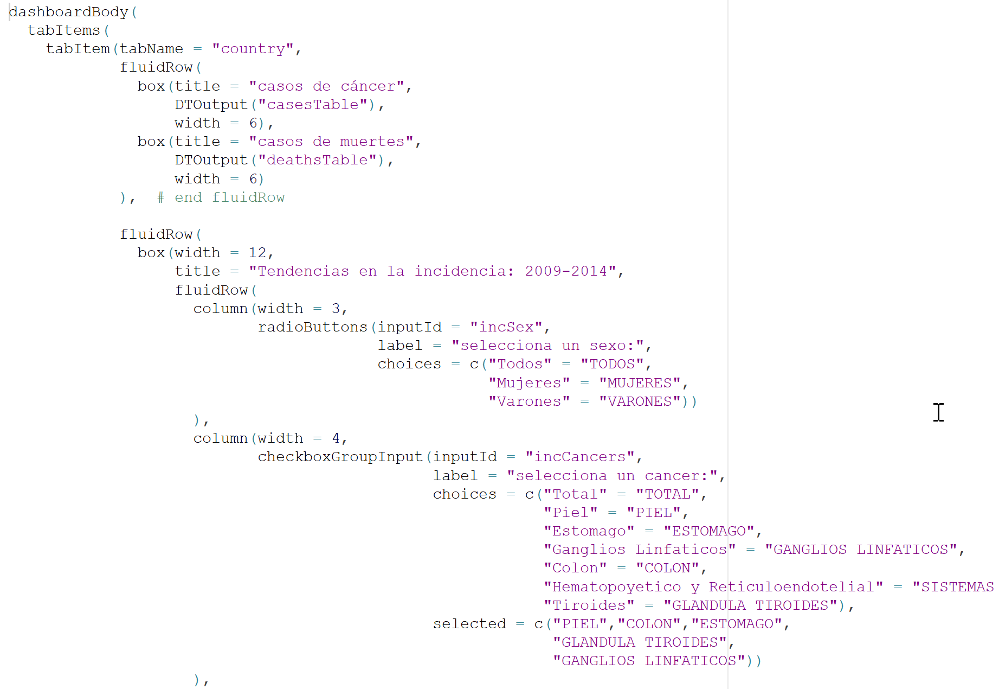 dashboardBody(
  tabItems(
    tabItem(tabName = "country",
            fluidRow(
              box(title = "casos de cáncer",
                  DTOutput("casesTable"),
                  width = 6),
              box(title = "casos de muertes",
                  DTOutput("deathsTable"),
                  width = 6)
            ),  # end fluidRow

            fluidRow(
              box(width = 12,
                  title = "Tendencias en la incidencia: 2009-2014",
                  fluidRow(
                    column(width = 3,
                           radioButtons(inputId = "incSex",
                                        label = "selecciona un sexo:",
                                        choices = c("Todos" = "TODOS",
                                                    "Mujeres" = "MUJERES",
                                                    "Varones" = "VARONES"))
                    ),
                    column(width = 4,
                           checkboxGroupInput(inputId = "incCancers",
                                              label = "selecciona un cancer:",
                                              choices = c("Total" = "TOTAL",
                                                          "Piel" = "PIEL",
                                                          "Estomago" = "ESTOMAGO",
                                                          "Ganglios Linfaticos" = "GANGLIOS LINFATICOS",
                                                          "Colon" = "COLON",
                                                          "Hematopoyetico y Reticuloendotelial" = "SISTEMAS
                                                          "Tiroides" = "GLANDULA TIROIDES"),
                                              selected = c("PIEL","COLON","ESTOMAGO",
                                                           "GLANDULA TIROIDES",
                                                           "GANGLIOS LINFATICOS"))
                    ),